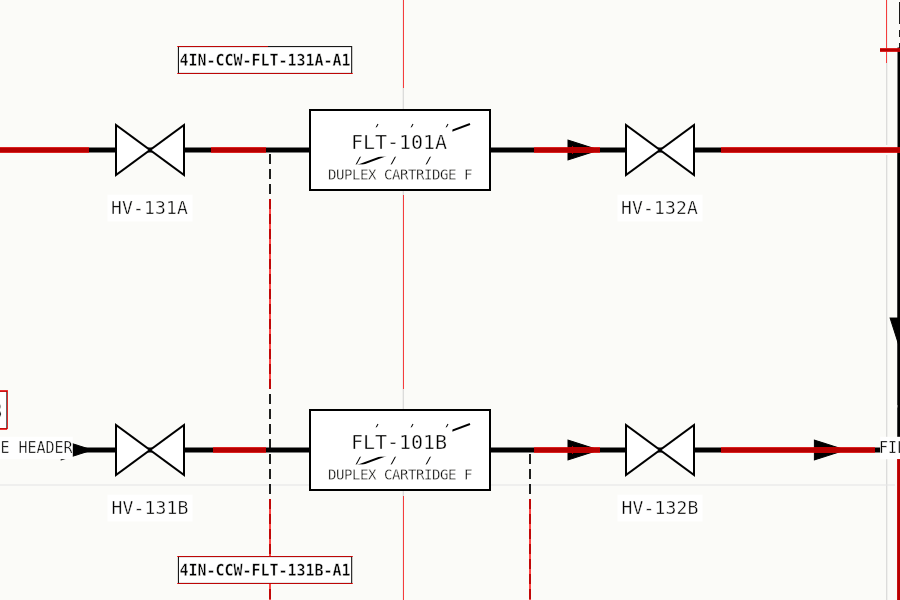 4IN-CCW-FLT-131A-A1
FLT-101A
DUPLEX CARTRIDGE F
HV-131A
HV-132A
E HEADER
FLT-101B
DUPLEX CARTRIDGE F
HV-131B
HV-132B
4IN-CCW-FLT-131B-A1